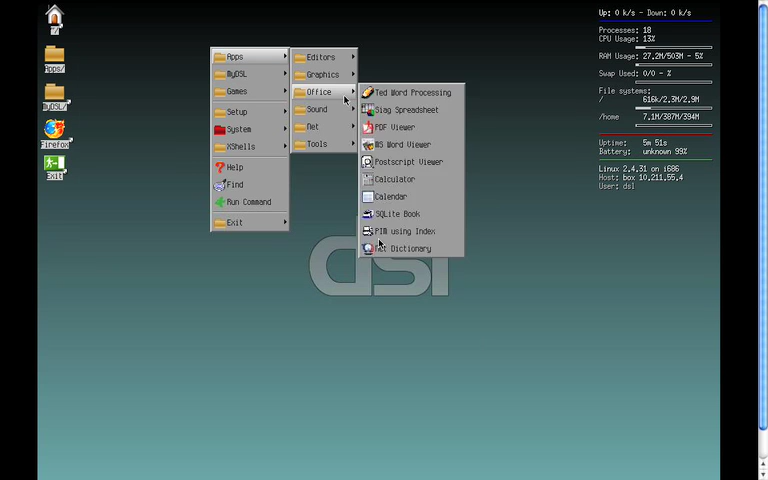 Apps/
MyDSL/
Firefox
Exit
Apps
MyDSL
Games
Setup
System
XShells
Help
Find
Run Command
Exit
Editors
Graphics
Office
Sound
Net
Tools
Ted Word Processing
Siag Spreadsheet
PDF Viewer
MS Word Viewer
Postscript Viewer
Calculator
Calendar
SQLite Book
PIM using Index
Net Dictionary
dsl
Up: 0 k/s - Down: 0 k/s
Processes: 18
CPU Usage: 13%
RAM Usage: 27.2M/503M - 5%
Swap Used: 0/0 - %
File systems:
/ 616k/2.3M/2.9M
/home 7.1M/387M/394M
Uptime: 5m 51s
Battery: unknown 99%
Linux 2.4.31 on i686
Host: box 10.211.55.4
User: dsl